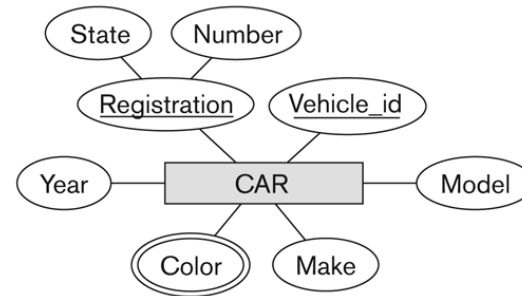 State
Number
Registration
Vehicle_id
Year
CAR
Model
Color
Make